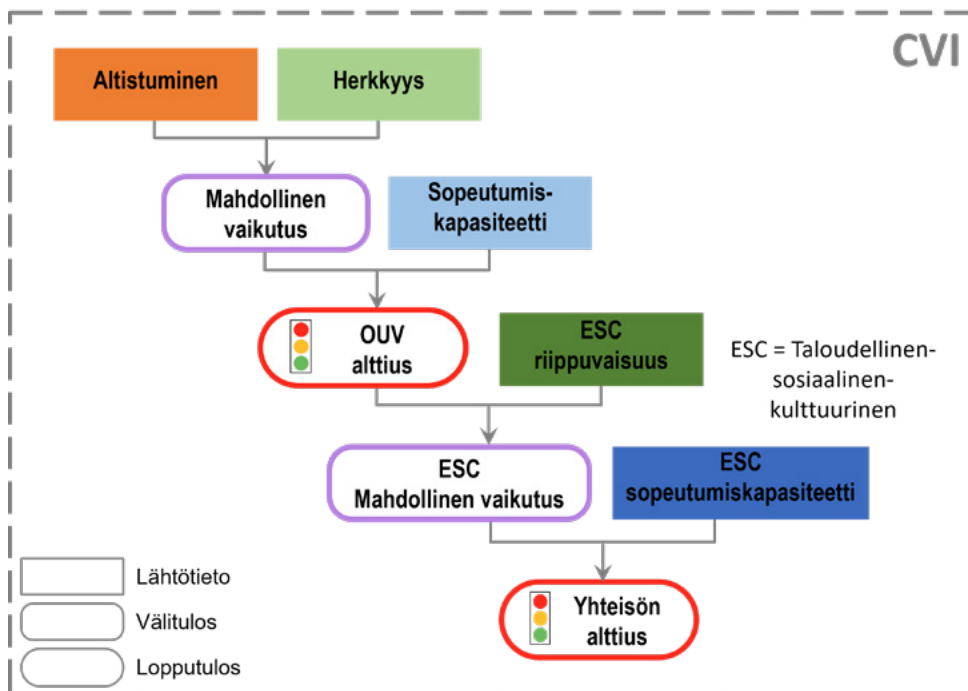 CVI
Altistuminen
Herkkyys
Mahdollinen
vaikutus
Sopeutumis-
kapasiteetti
OUV
alttius
ESC
riippuvaisuus
ESC = Taloudellinen-
sosiaalinen-
kulttuurinen
ESC
Mahdollinen vaikutus
ESC
sopeutumiskapasiteetti
Yhteisön
alttius
Lähtötieto
Välitulos
Lopputulos